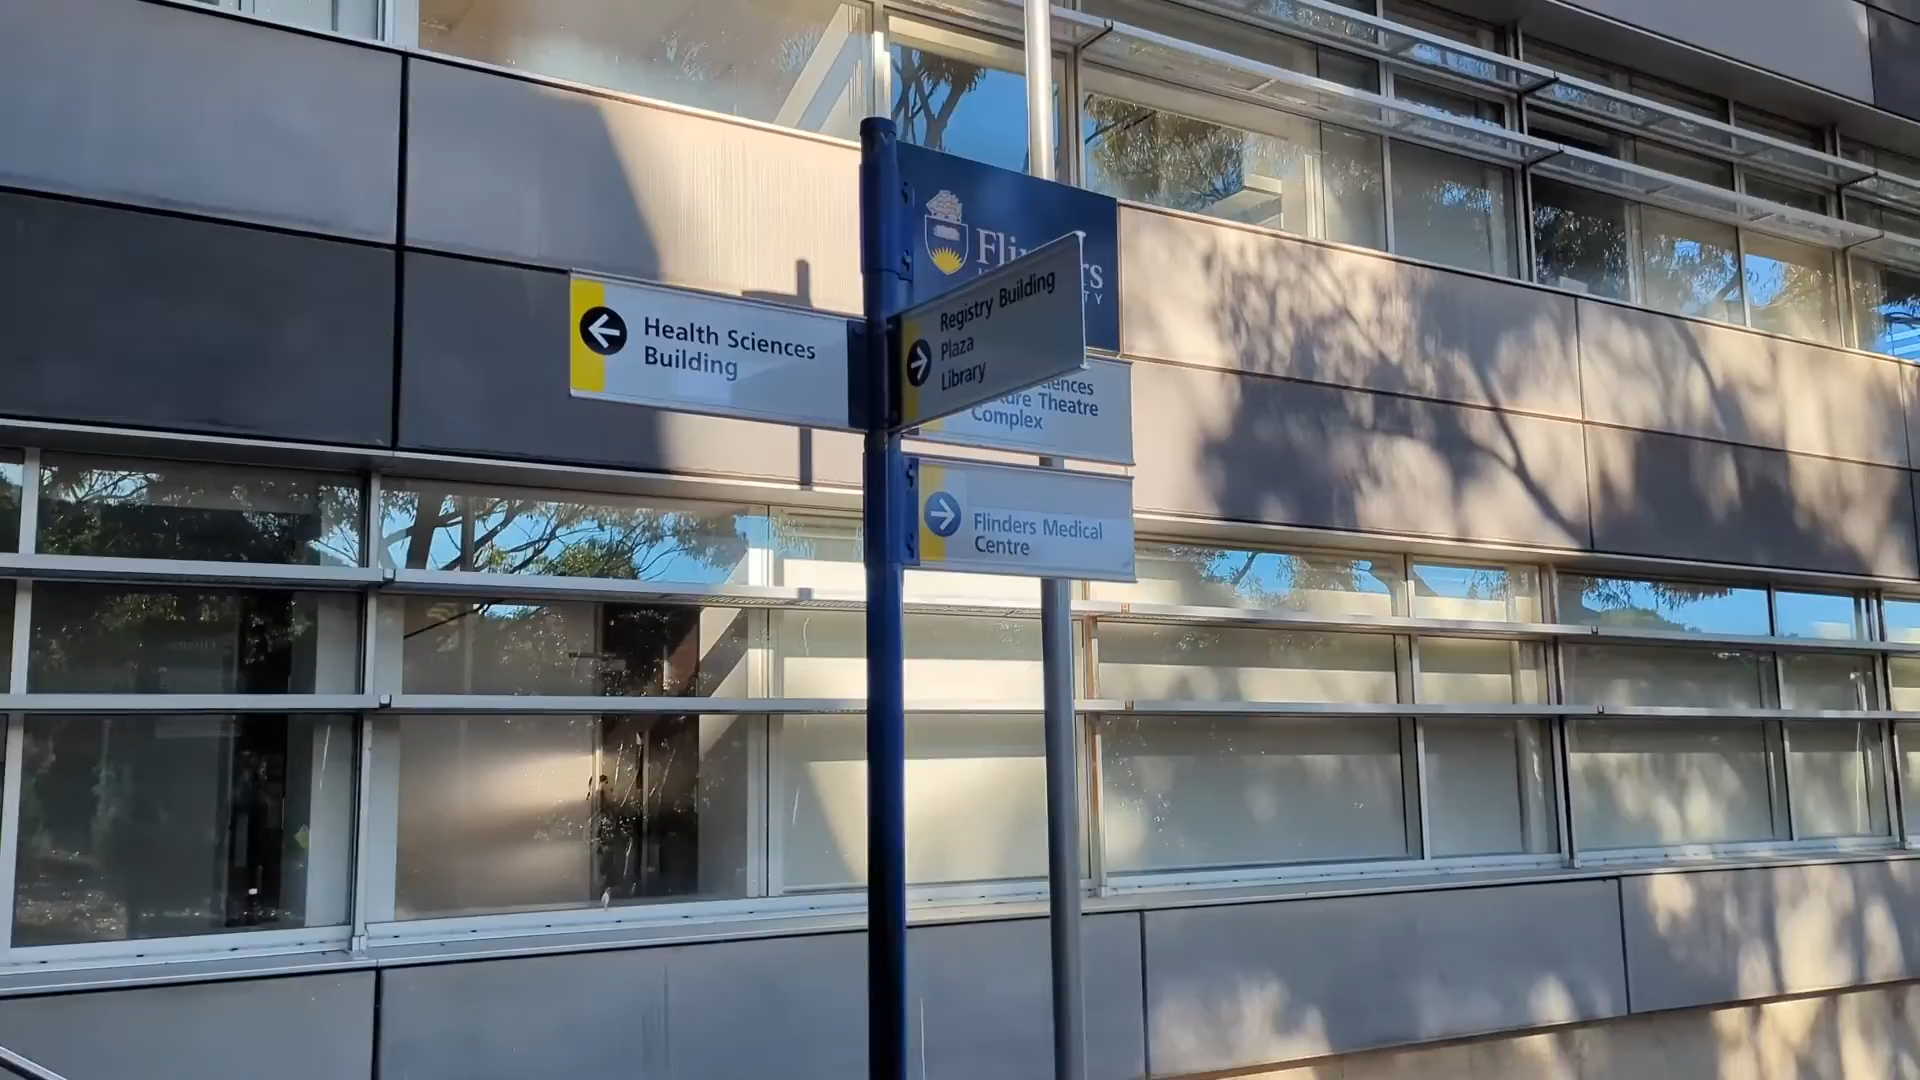 Health Sciences
Building
Registry Building
Plaza
Library
Theatre
Complex
Flinders Medical
Centre